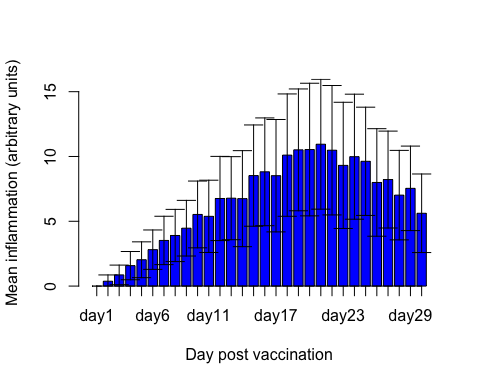 Mean inflammation (arbitrary units)
15
10
5
0
day1 day6 day11 day17 day23 day29
Day post vaccination